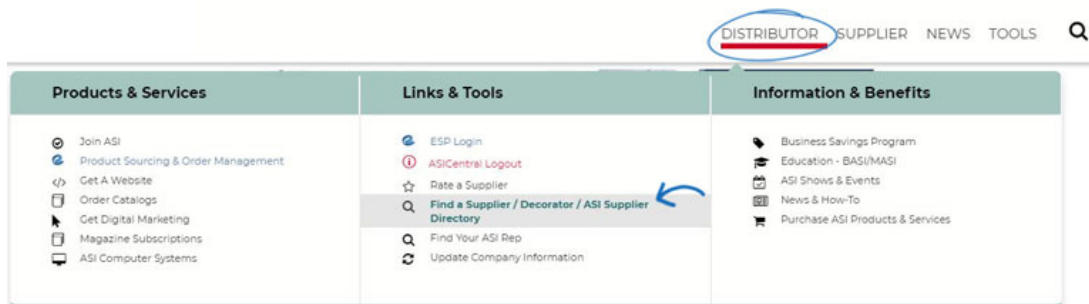 DISTRIBUTOR SUPPLIER NEWS TOOLS
Products & Services
Join ASI
Product Sourcing & Order Management
Get A Website
Order Catalogs
Get Digital Marketing
Magazine Subscriptions
ASI Computer Systems
Links & Tools
ESP Login
ASICentral Logout
Rate a Supplier
Find a Supplier / Decorator / ASI Supplier
Directory
Find Your ASI Rep
Update Company Information
Information & Benefits
Business Savings Program
Education - BASI/MASI
ASI Shows & Events
News & How-To
Purchase ASI Products & Services